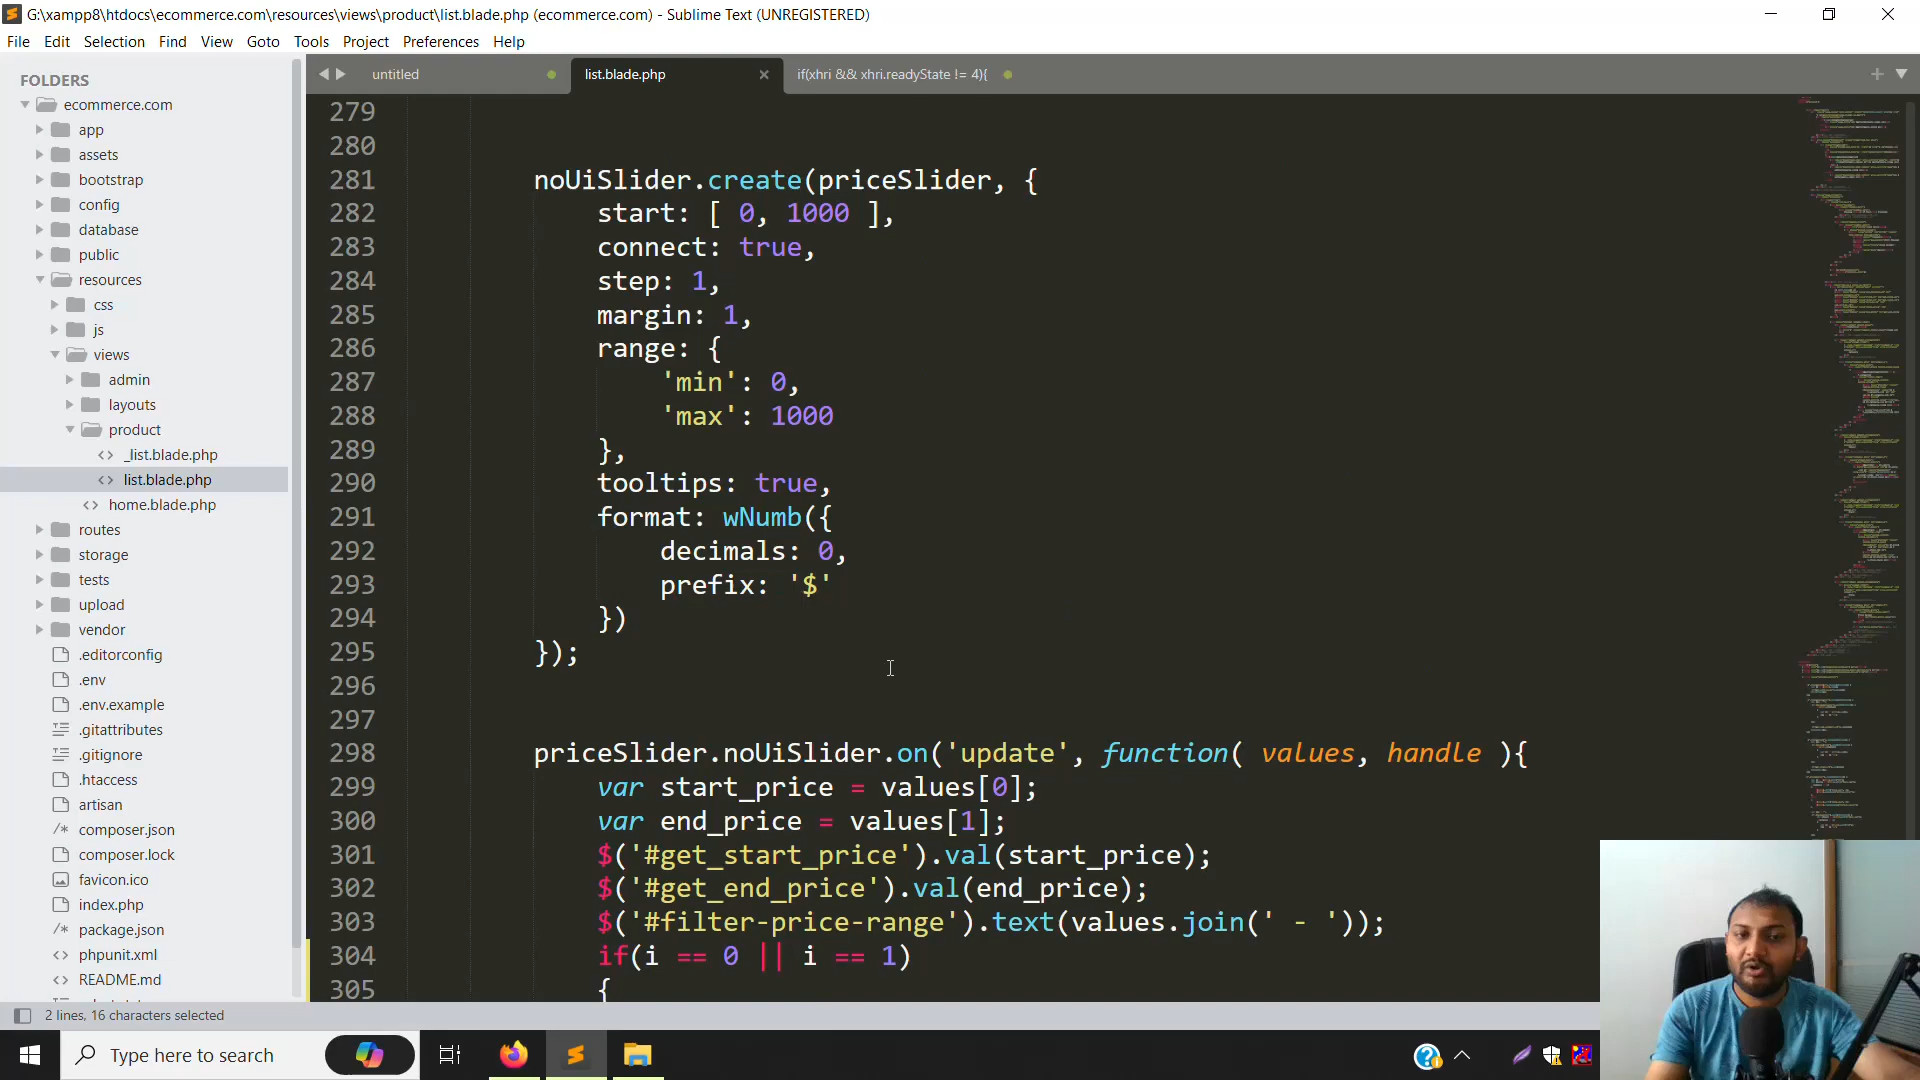 G:\xampp8\htdocs\ecommerce.com\resources\views\product\list.blade.php (ecommerce.com) - Sublime Text (UNREGISTERED)
File Edit Selection Find View Goto Tools Project Preferences Help
FOLDERS
ecommerce.com
app
assets
bootstrap
config
database
public
resources
css
js
views
admin
layouts
product
_list.blade.php
list.blade.php
home.blade.php
routes
storage
tests
upload
vendor
.editorconfig
.env
.env.example
.gitattributes
.gitignore
.htaccess
artisan
composer.json
composer.lock
favicon.ico
index.php
package.json
phpunit.xml
README.md
untitled
list.blade.php
if(xhri && xhri.readyState != 4){
279
280
281 noUiSlider.create(priceSlider, {
282 start: [ 0, 1000 ],
283 connect: true,
284 step: 1,
285 margin: 1,
286 range: {
287 'min': 0,
288 'max': 1000
289 },
290 tooltips: true,
291 format: wNumb({
292 decimals: 0,
293 prefix: '$'
294 })
295 });
296
297
298 priceSlider.noUiSlider.on('update', function( values, handle ){
299 var start_price = values[0];
300 var end_price = values[1];
301 $('#get_start_price').val(start_price);
302 $('#get_end_price').val(end_price);
303 $('#filter-price-range').text(values.join(' - '));
304 if(i == 0 || i == 1)
305 {
2 lines, 16 characters selected
Type here to search